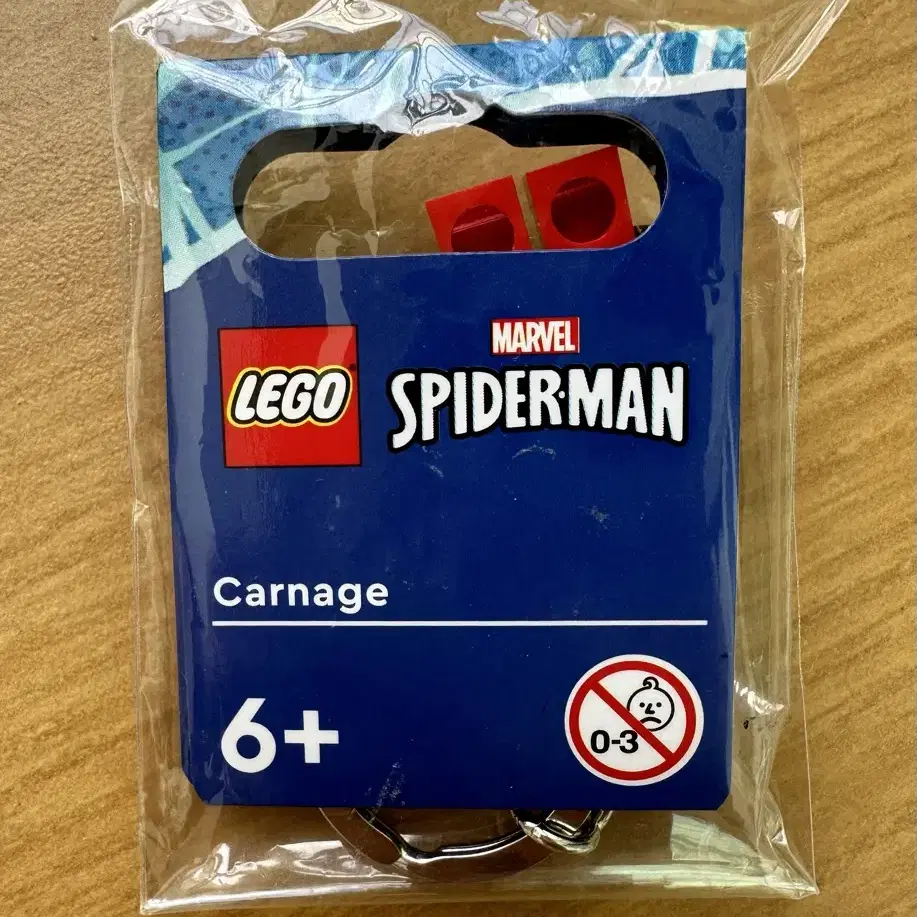 MARVEL
LEGO SPIDER-MAN
Carnage
6+
0-3